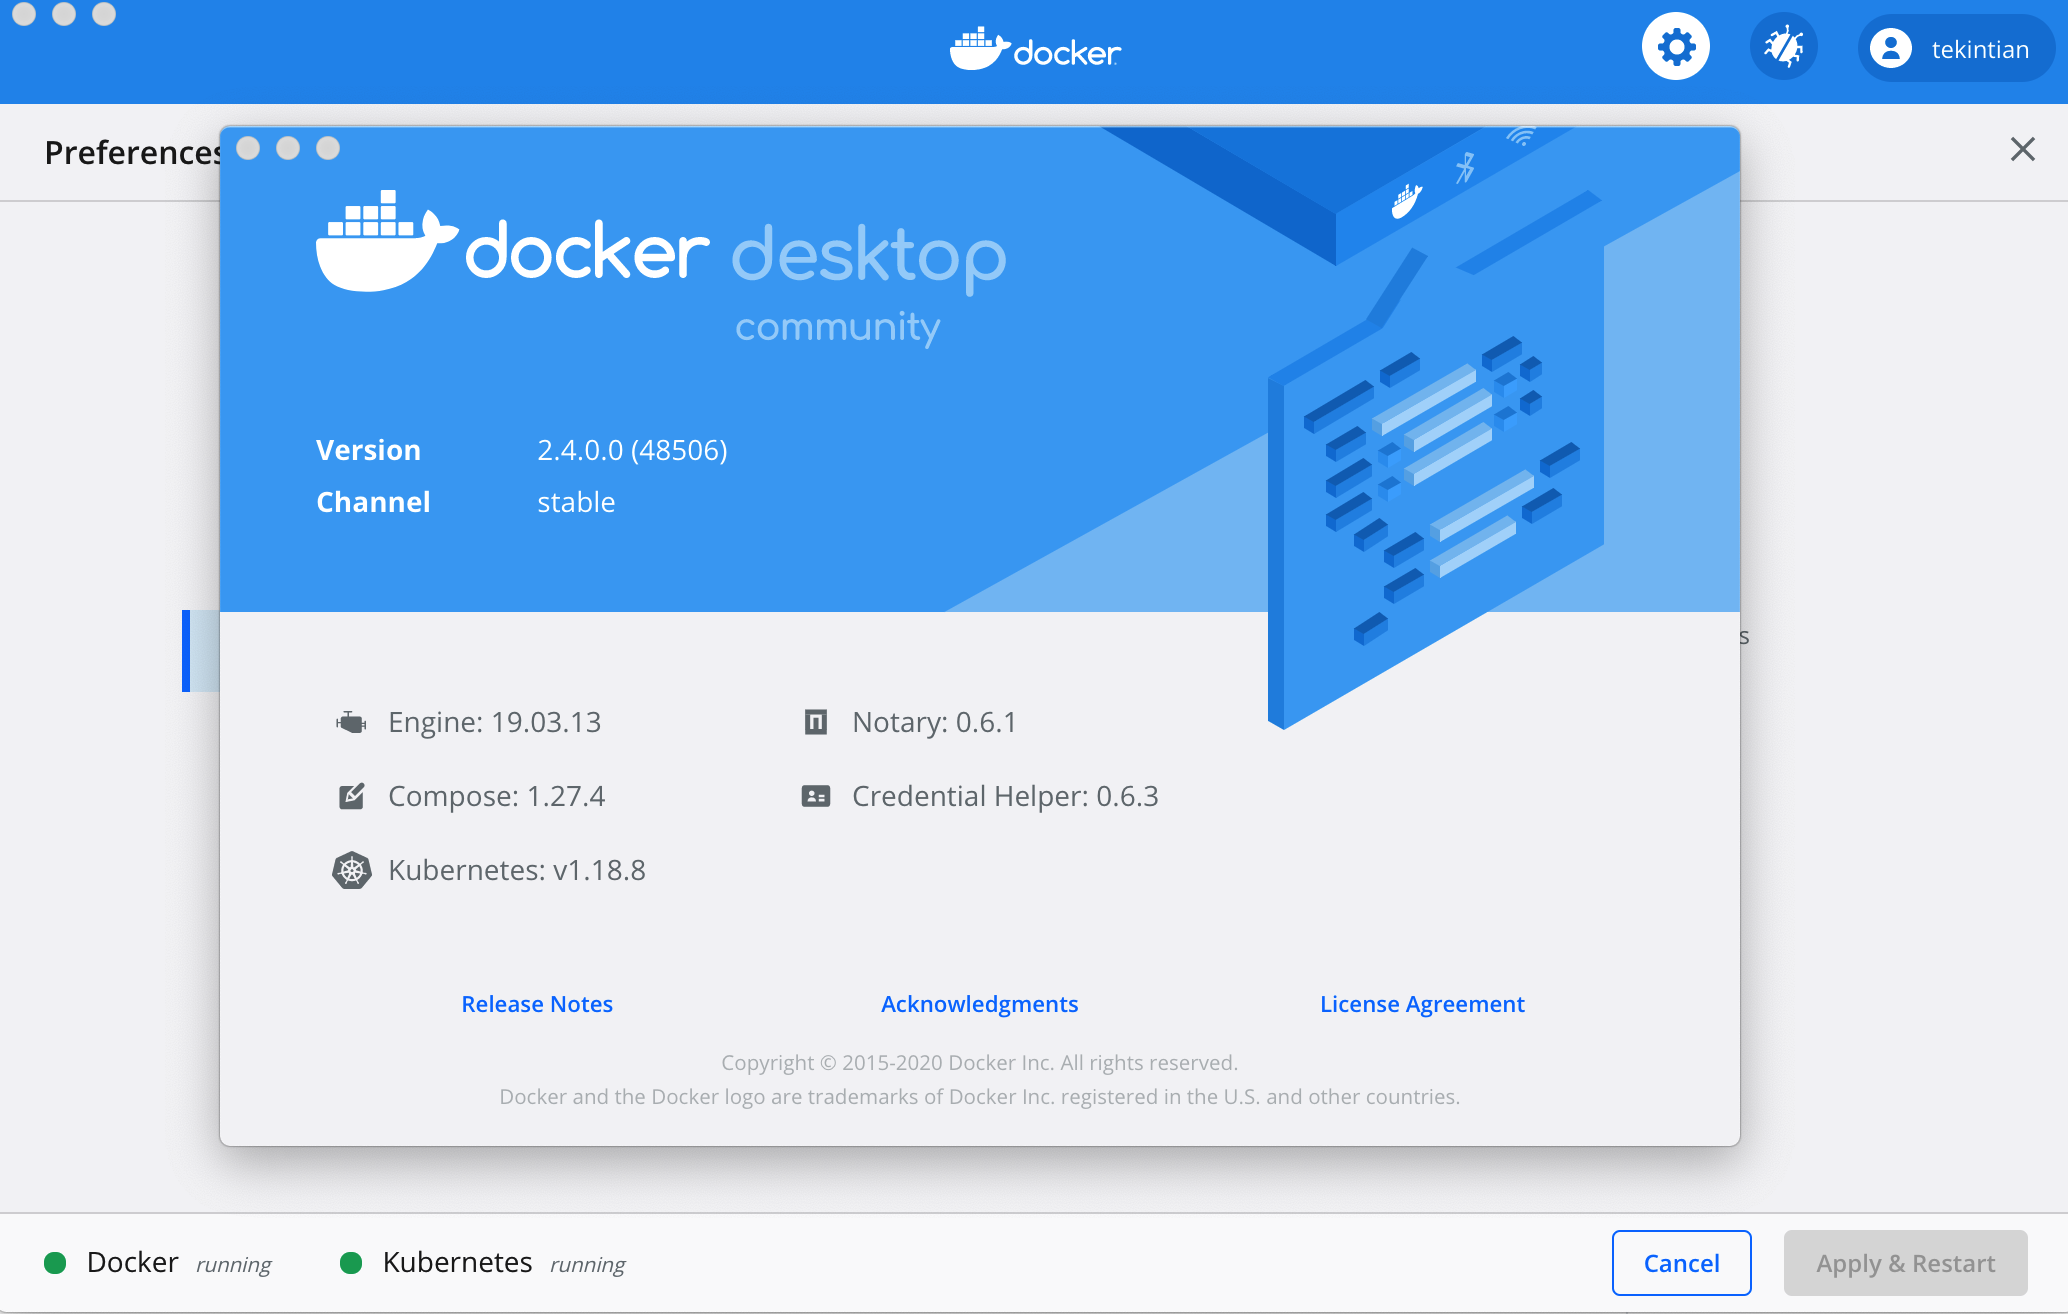 docker
tekintian
Preferences
docker desktop
community
Version 2.4.0.0 (48506)
Channel stable
s
Engine: 19.03.13
Notary: 0.6.1
Compose: 1.27.4
Credential Helper: 0.6.3
Kubernetes: v1.18.8
Release Notes
Acknowledgments
License Agreement
Copyright © 2015-2020 Docker Inc. All rights reserved.
Docker and the Docker logo are trademarks of Docker Inc. registered in the U.S. and other countries.
Docker running
Kubernetes running
Cancel
Apply & Restart